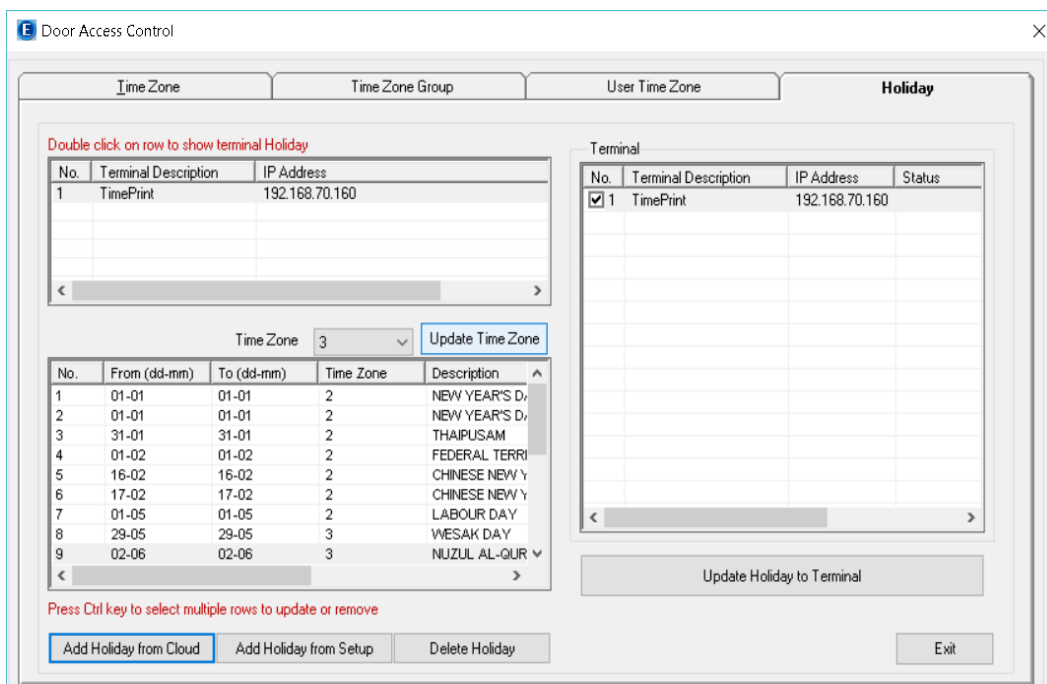 E Door Access Control
Time Zone
Time Zone Group
User Time Zone
Holiday
Double click on row to show terminal Holiday
No. Terminal Description IP Address
1 TimePrint 192.168.70.160
Time Zone 3 Update Time Zone
No. From (dd-mm) To (dd-mm) Time Zone Description
1 01-01 01-01 2 NEW YEAR'S DA
2 01-01 01-01 2 NEW YEAR'S DA
3 31-01 31-01 2 THAIPUSAM
4 01-02 01-02 2 FEDERAL TERRI
5 16-02 16-02 2 CHINESE NEW Y
6 17-02 17-02 2 CHINESE NEW Y
7 01-05 01-05 2 LABOUR DAY
8 29-05 29-05 3 WESAK DAY
9 02-06 02-06 3 NUZUL AL-QUR
Press Ctrl key to select multiple rows to update or remove
Add Holiday from Cloud Add Holiday from Setup Delete Holiday
Terminal
No. Terminal Description IP Address Status
1 TimePrint 192.168.70.160
Update Holiday to Terminal
Exit